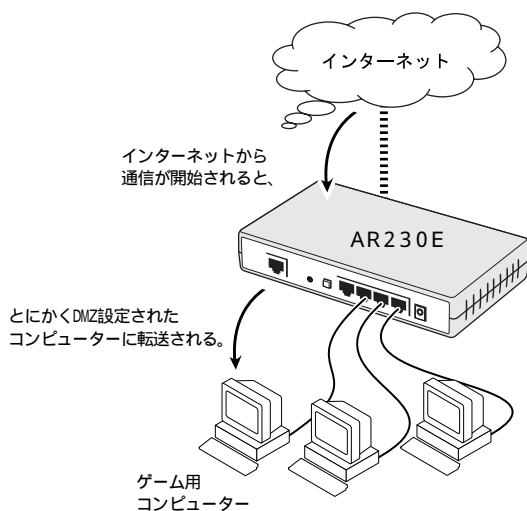 インターネット
インターネットから
通信が開始されると、
AR230E
とにかくDMZ設定された
コンピューターに転送される。
ゲーム用
コンピューター